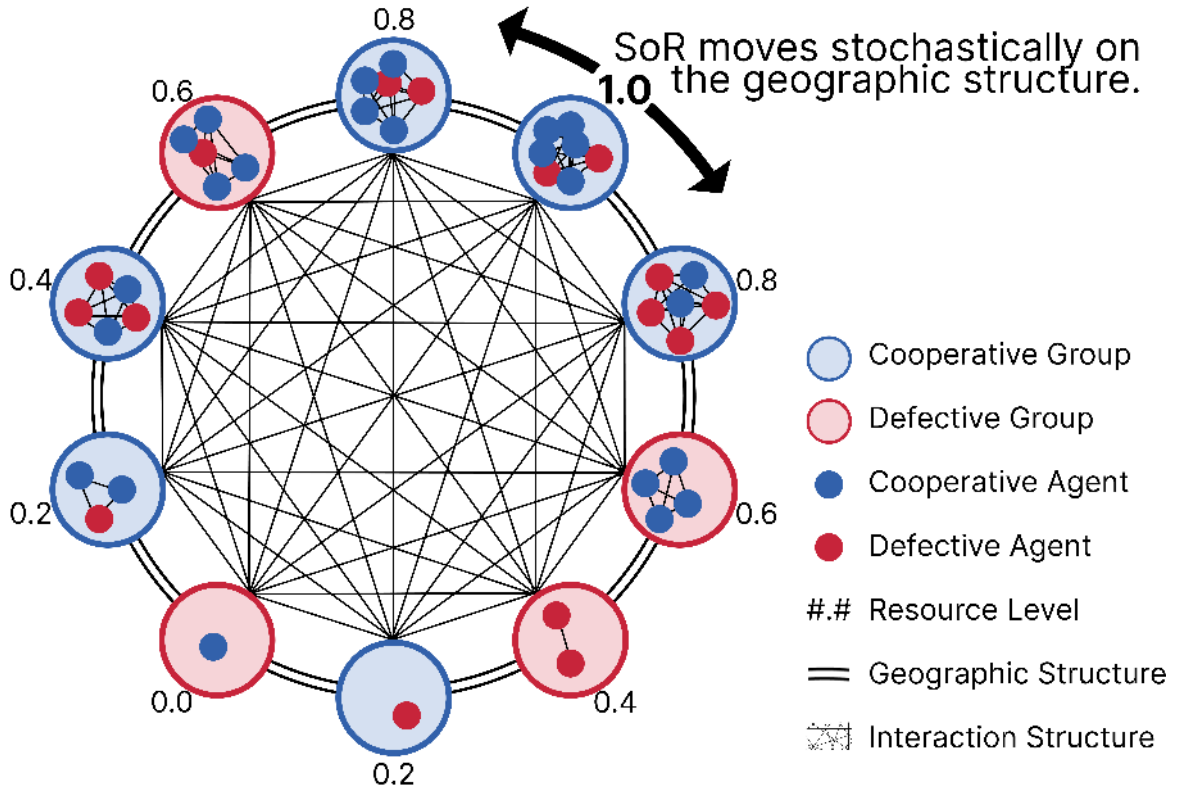 0.8
SoR moves stochastically on
the geographic structure.
1.0
0.6
0.4
0.8
Cooperative Group
Defective Group
Cooperative Agent
0.2
0.6
Defective Agent
#.# Resource Level
Geographic Structure
0.0
0.4
Interaction Structure
0.2